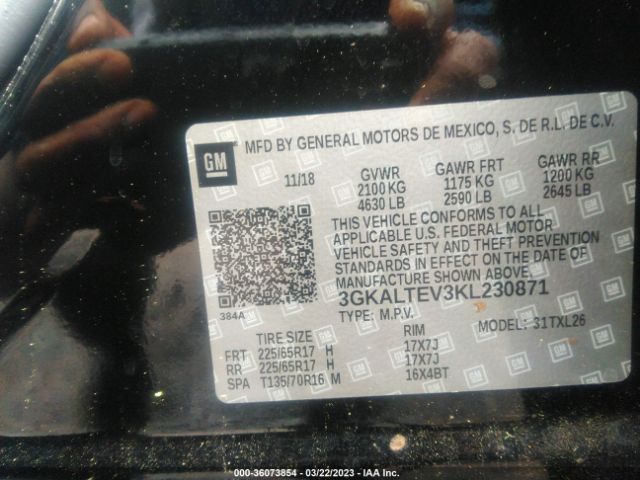 MFD BY GENERAL MOTORS DE MEXICO, S. DE R.L. DE C.V.
GM
11/18 GVWR GAWR FRT GAWR RR
2100 KG 1175 KG 1200 KG
4630 LB 2590 LB 2645 LB
THIS VEHICLE CONFORMS TO ALL
APPLICABLE U.S. FEDERAL MOTOR
VEHICLE SAFETY AND THEFT PREVENTION
STANDARDS IN EFFECT ON THE DATE OF
MANUFACTURE SHOWN ABOVE.
3GKALTEV3KL230871
384A
TYPE: M.P.V. MODEL: 31TXL26
TIRE SIZE RIM
FRT 225/65R17 H 17X7J
RR 225/65R17 H 17X7J
SPA T135/70R16 M 16X4BT
000-36073854 - 03/22/2023 - IAA Inc.